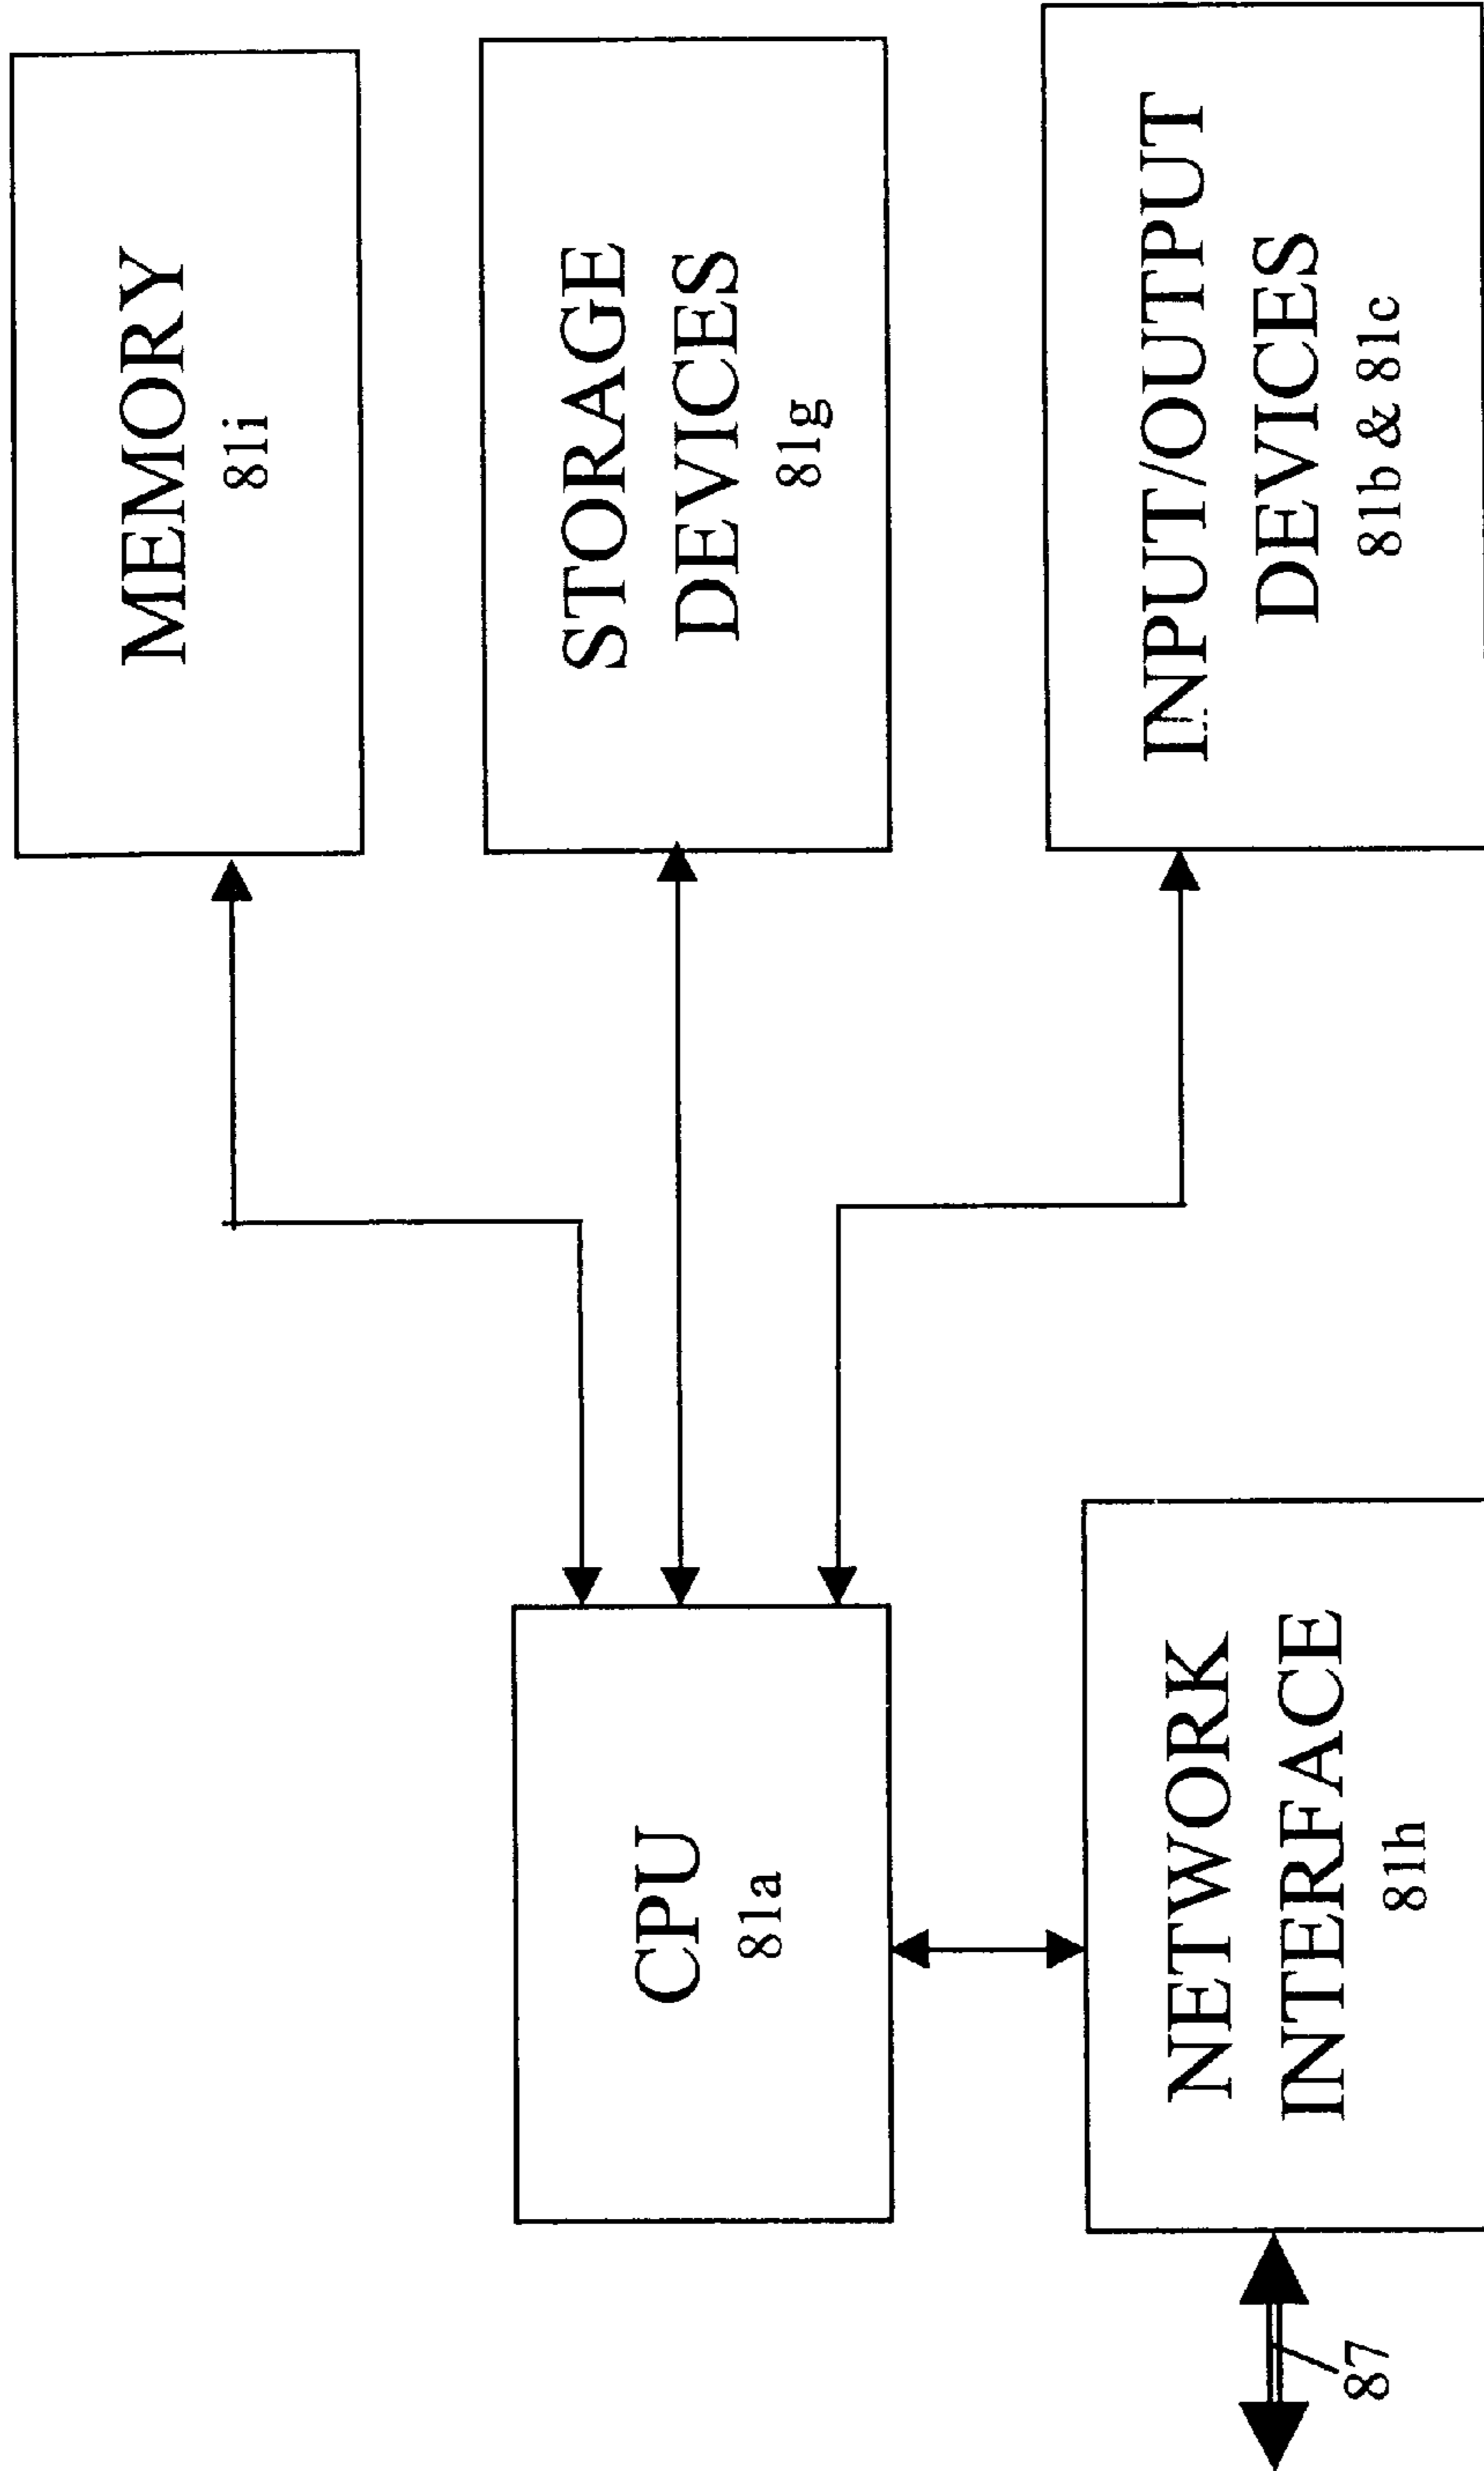 MEMORY
81i
STORAGE
DEVICES
81g
INPUT/OUTPUT
DEVICES
81b & 81c
CPU
81a
NETWORK
INTERFACE
81h
87